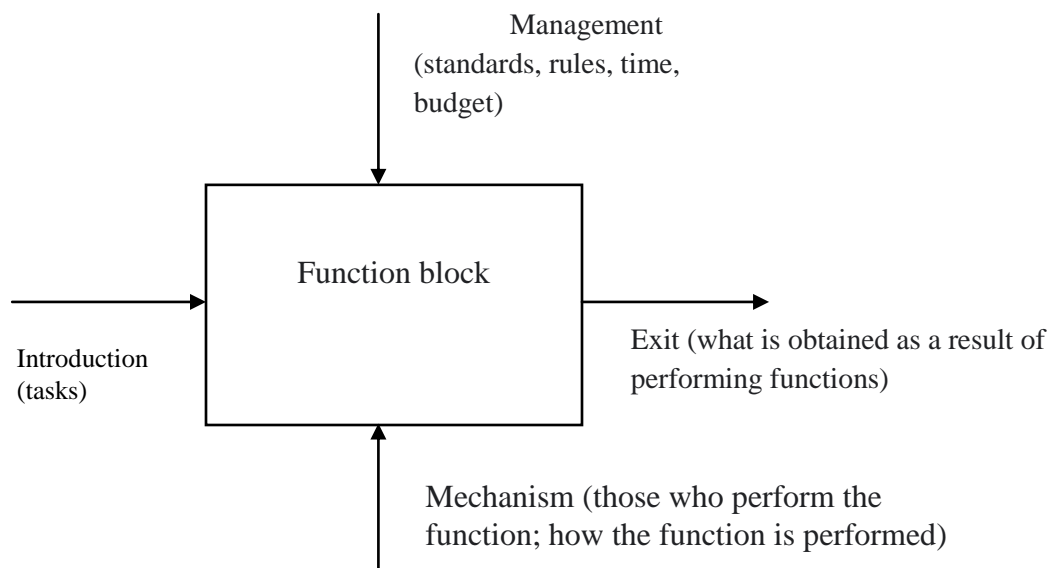 Management
(standards, rules, time,
budget)
Function block
Introduction
(tasks)
Exit (what is obtained as a result of
performing functions)
Mechanism (those who perform the
function; how the function is performed)